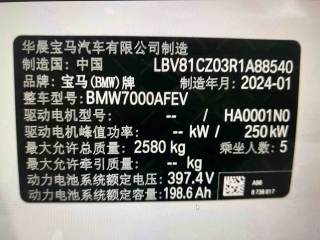 华晨宝马汽车有限公司制造
制造国: 中国 LBV81CZ03R1A88540
品牌: 宝马(BMW)牌 制造年月: 2024-01
整车型号: BMW7000AFEV
驱动电机型号: -- / HA0001N0
驱动电机峰值功率: -- kW / 250 kW
最大允许总质量: 2580 kg 乘坐人数: 5
最大允许牵引质量: -- kg
动力电池系统额定电压: 397.4 V
动力电池系统额定容量: 198.6 Ah